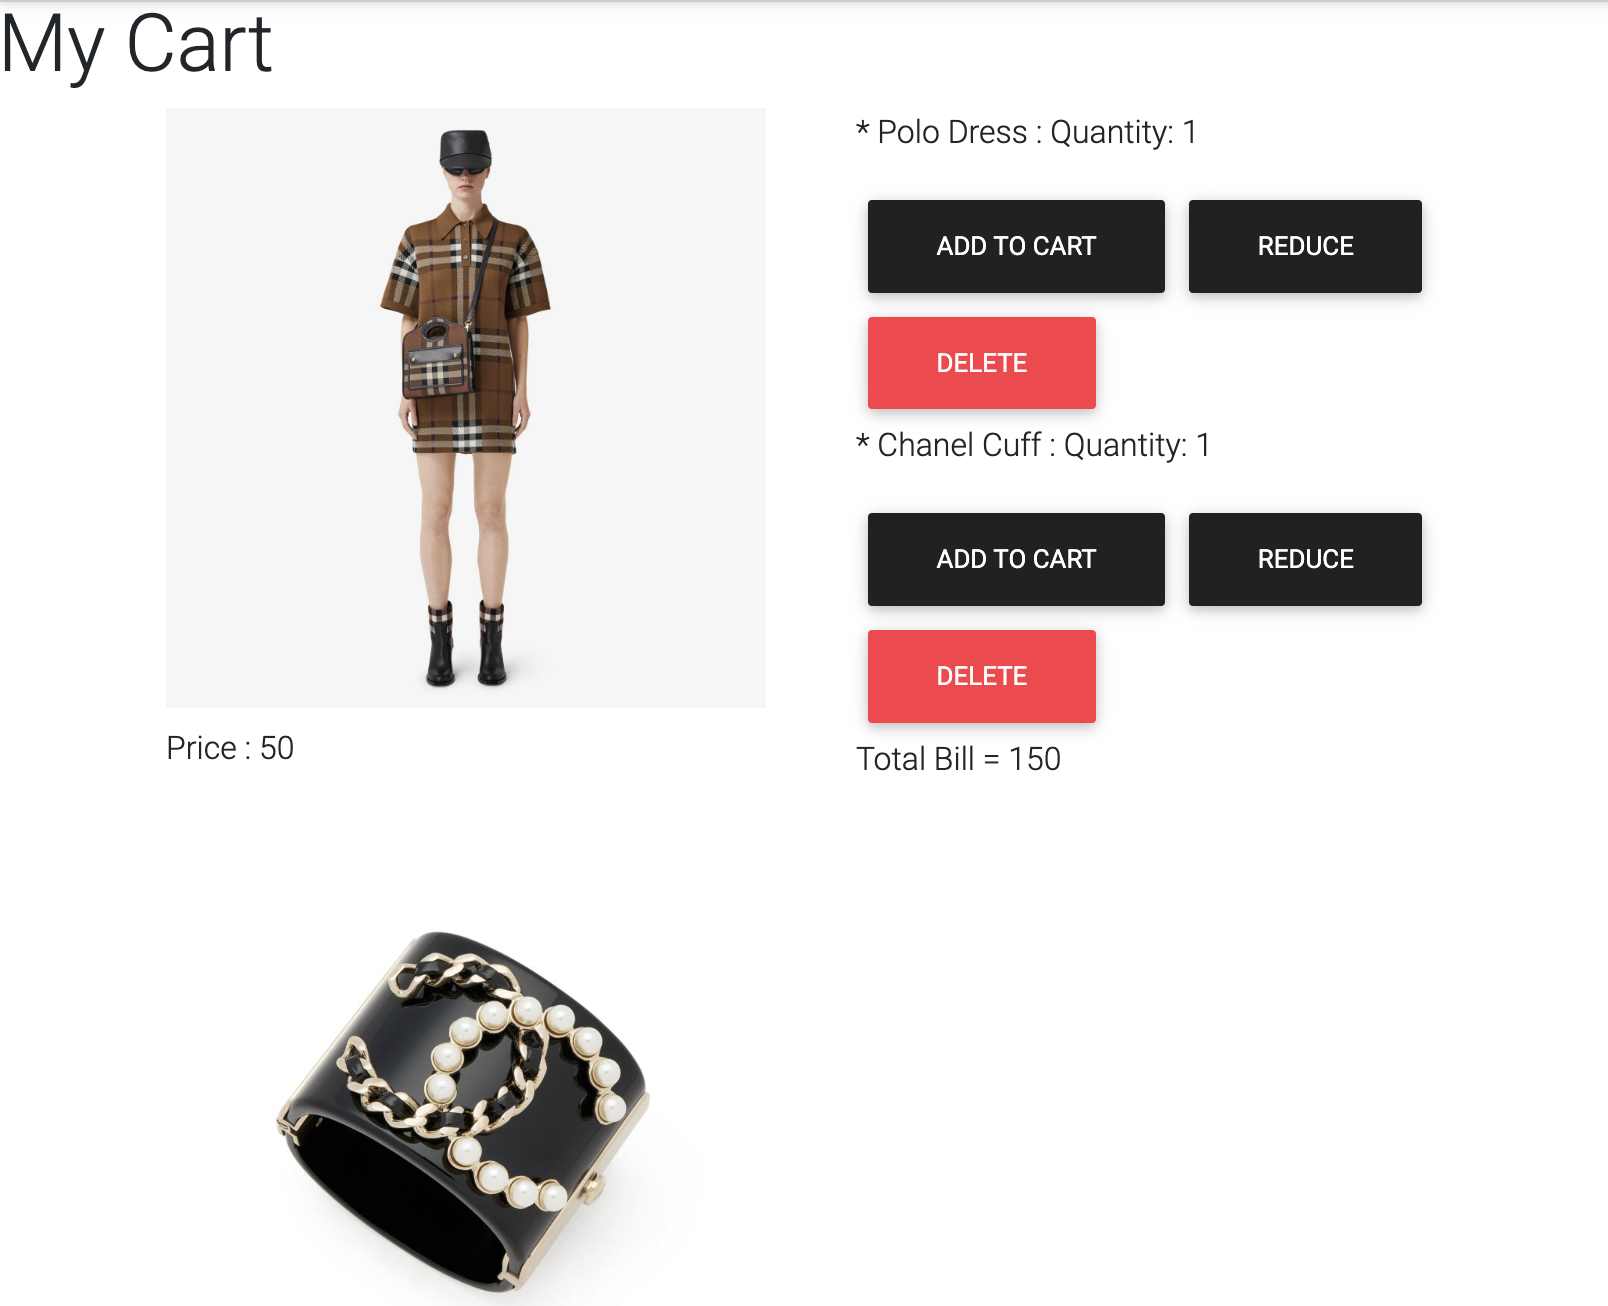 My Cart
* Polo Dress : Quantity: 1
ADD TO CART
REDUCE
DELETE
* Chanel Cuff : Quantity: 1
ADD TO CART
REDUCE
DELETE
Price : 50
Total Bill = 150